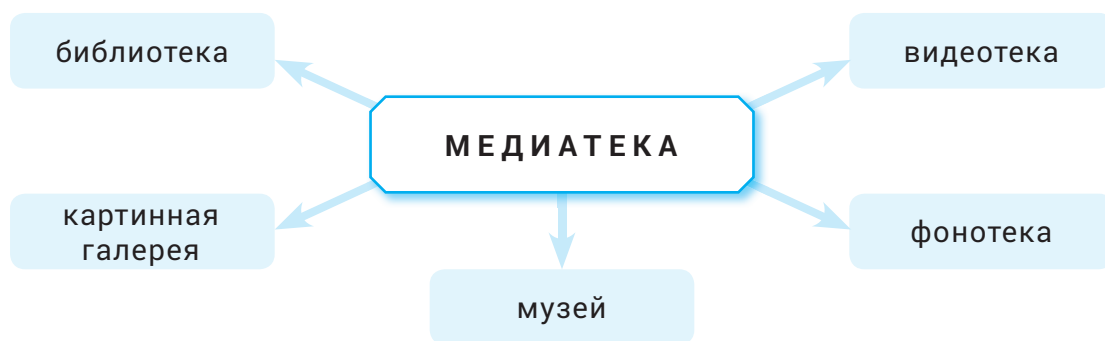 библиотека
видеотека
МЕДИАТЕКА
картинная
галерея
фонотека
музей